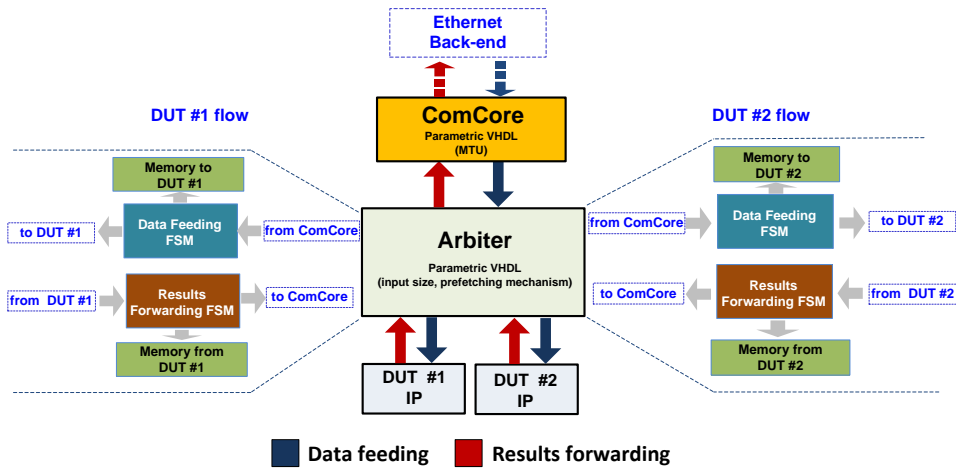 Ethernet
Back-end
ComCore
Parametric VHDL
(MTU)
DUT #1 flow
Memory to
DUT #1
to DUT #1
Data Feeding
FSM
from ComCore
from  DUT #1
Results
Forwarding FSM
to ComCore
Memory from
DUT #1
Arbiter
Parametric VHDL
(input size, prefetching mechanism)
DUT  #1
IP
DUT  #2
IP
DUT #2 flow
Memory to
DUT #2
from ComCore
Data Feeding
FSM
to DUT #2
to ComCore
Results
Forwarding FSM
from  DUT #2
Memory from
DUT #2
Data feeding
Results forwarding